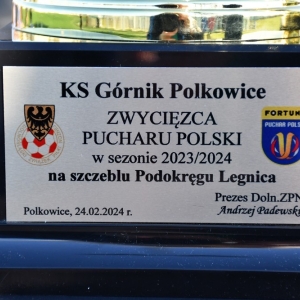 KS Górnik Polkowice
ZWYCIĘZCA
PUCHARU POLSKI
w sezonie 2023/2024
na szczeblu Podokręgu Legnica
FORTUNA
PUCHAR POLSKI
Prezes Doln.ZPN
Polkowice, 24.02.2024 r.
Andrzej Padewski